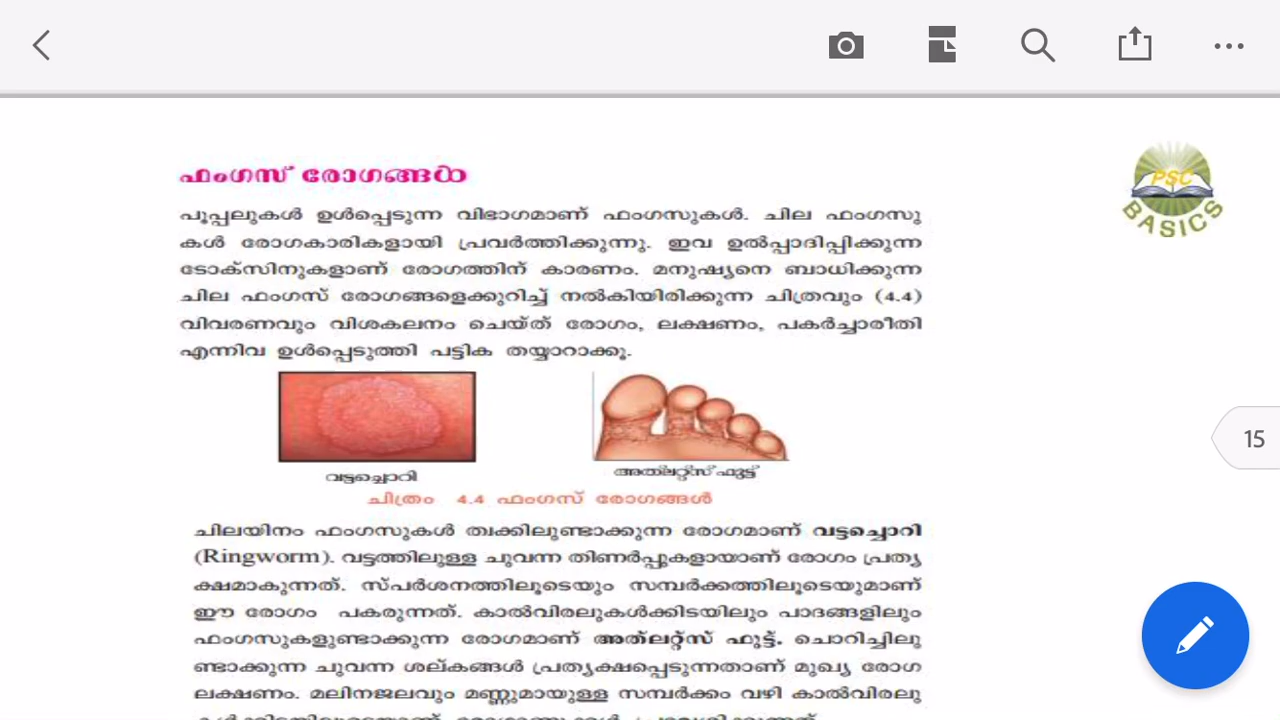 ഫംഗസ് രോഗങ്ങൾ
PSC
BASICS
പൂപ്പലുകൾ ഉൾപ്പെടുന്ന വിഭാഗമാണ് ഫംഗസുകൾ. ചില ഫംഗസു
കൾ രോഗകാരികളായി പ്രവർത്തിക്കുന്നു. ഇവ ഉൽപ്പാദിപ്പിക്കുന്ന
ടോക്സിനുകളാണ് രോഗത്തിന് കാരണം. മനുഷ്യനെ ബാധിക്കുന്ന
ചില ഫംഗസ് രോഗങ്ങളെക്കുറിച്ച് നൽകിയിരിക്കുന്ന ചിത്രവും (4.4)
വിവരണവും വിശകലനം ചെയ്ത് രോഗം, ലക്ഷണം, പകർച്ചാരീതി
എന്നിവ ഉൾപ്പെടുത്തി പട്ടിക തയ്യാറാക്കൂ.
15
വട്ടച്ചൊറി
അത്‌ലറ്റ്സ് ഫുട്ട്
ചിത്രം 4.4 ഫംഗസ് രോഗങ്ങൾ
ചിലയിനം ഫംഗസുകൾ ത്വക്കിലുണ്ടാക്കുന്ന രോഗമാണ് വട്ടച്ചൊറി
(Ringworm). വട്ടത്തിലുള്ള ചുവന്ന തിണർപ്പുകളായാണ് രോഗം പ്രത്യ
ക്ഷമാകുന്നത്. സ്പർശനത്തിലൂടെയും സമ്പർക്കത്തിലൂടെയുമാണ്
ഈ രോഗം പകരുന്നത്. കാൽവിരലുകൾക്കിടയിലും പാദങ്ങളിലും
ഫംഗസുകളുണ്ടാക്കുന്ന രോഗമാണ് അത്‌ലറ്റ്സ് ഫുട്ട്. ചൊറിച്ചിലു
ണ്ടാക്കുന്ന ചുവന്ന ശല്കങ്ങൾ പ്രത്യക്ഷപ്പെടുന്നതാണ് മുഖ്യ രോഗ
ലക്ഷണം. മലിനജലവും മണ്ണുമായുള്ള സമ്പർക്കം വഴി കാൽവിരലു